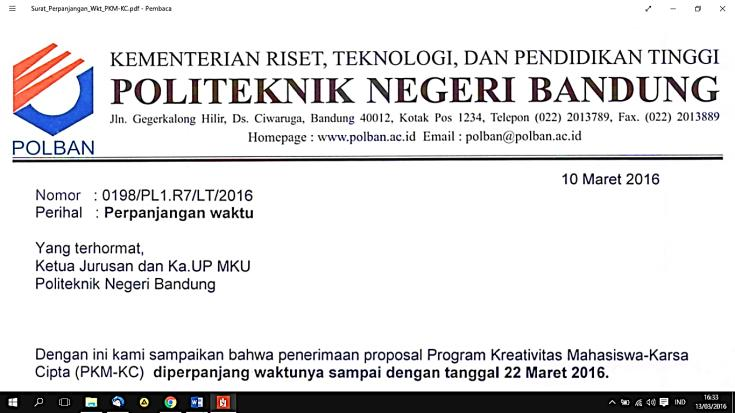 Surat_Perpanjangan_Wkt_PKM-KC.pdf - Pembaca
KEMENTERIAN RISET, TEKNOLOGI, DAN PENDIDIKAN TINGGI
POLITEKNIK NEGERI BANDUNG
Jln. Gegerkalong Hilir, Ds. Ciwaruga, Bandung 40012, Kotak Pos 1234, Telepon (022) 2013789, Fax. (022) 2013889
Homepage : www.polban.ac.id Email : polban@polban.ac.id
POLBAN
10 Maret 2016
Nomor : 0198/PL1.R7/LT/2016
Perihal : Perpanjangan waktu
Yang terhormat,
Ketua Jurusan dan Ka.UP MKU
Politeknik Negeri Bandung
Dengan ini kami sampaikan bahwa penerimaan proposal Program Kreativitas Mahasiswa-Karsa
Cipta (PKM-KC) diperpanjang waktunya sampai dengan tanggal 22 Maret 2016.
IND
16:33
13/03/2016